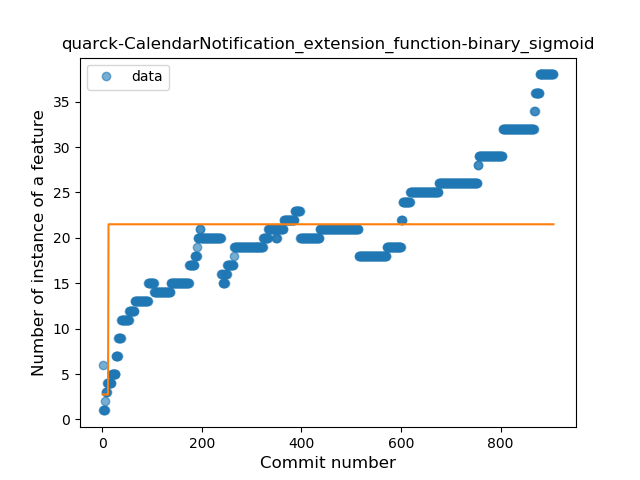 quarck-CalendarNotification_extension_function-binary_sigmoid
data
Number of instance of a feature
35
30
25
20
15
10
5
0
0 200 400 600 800
Commit number